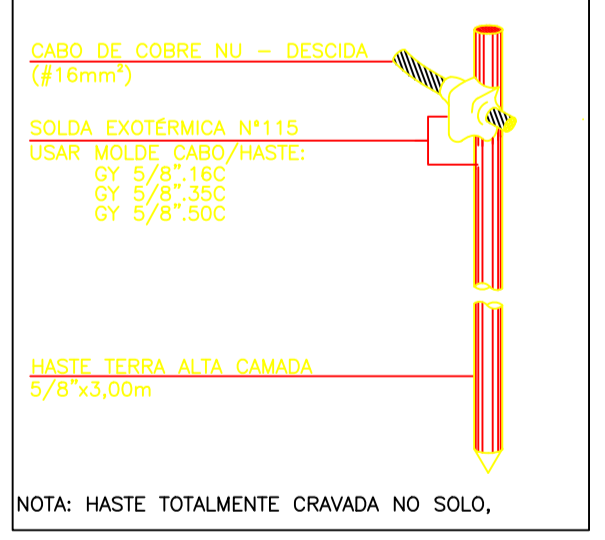 CABO DE COBRE NU – DESCIDA
(#16mm²)
SOLDA EXOTÉRMICA N°115
USAR MOLDE CABO/HASTE:
GY 5/8".16C
GY 5/8".35C
GY 5/8".50C
HASTE TERRA ALTA CAMADA
5/8"x3,00m
NOTA: HASTE TOTALMENTE CRAVADA NO SOLO,